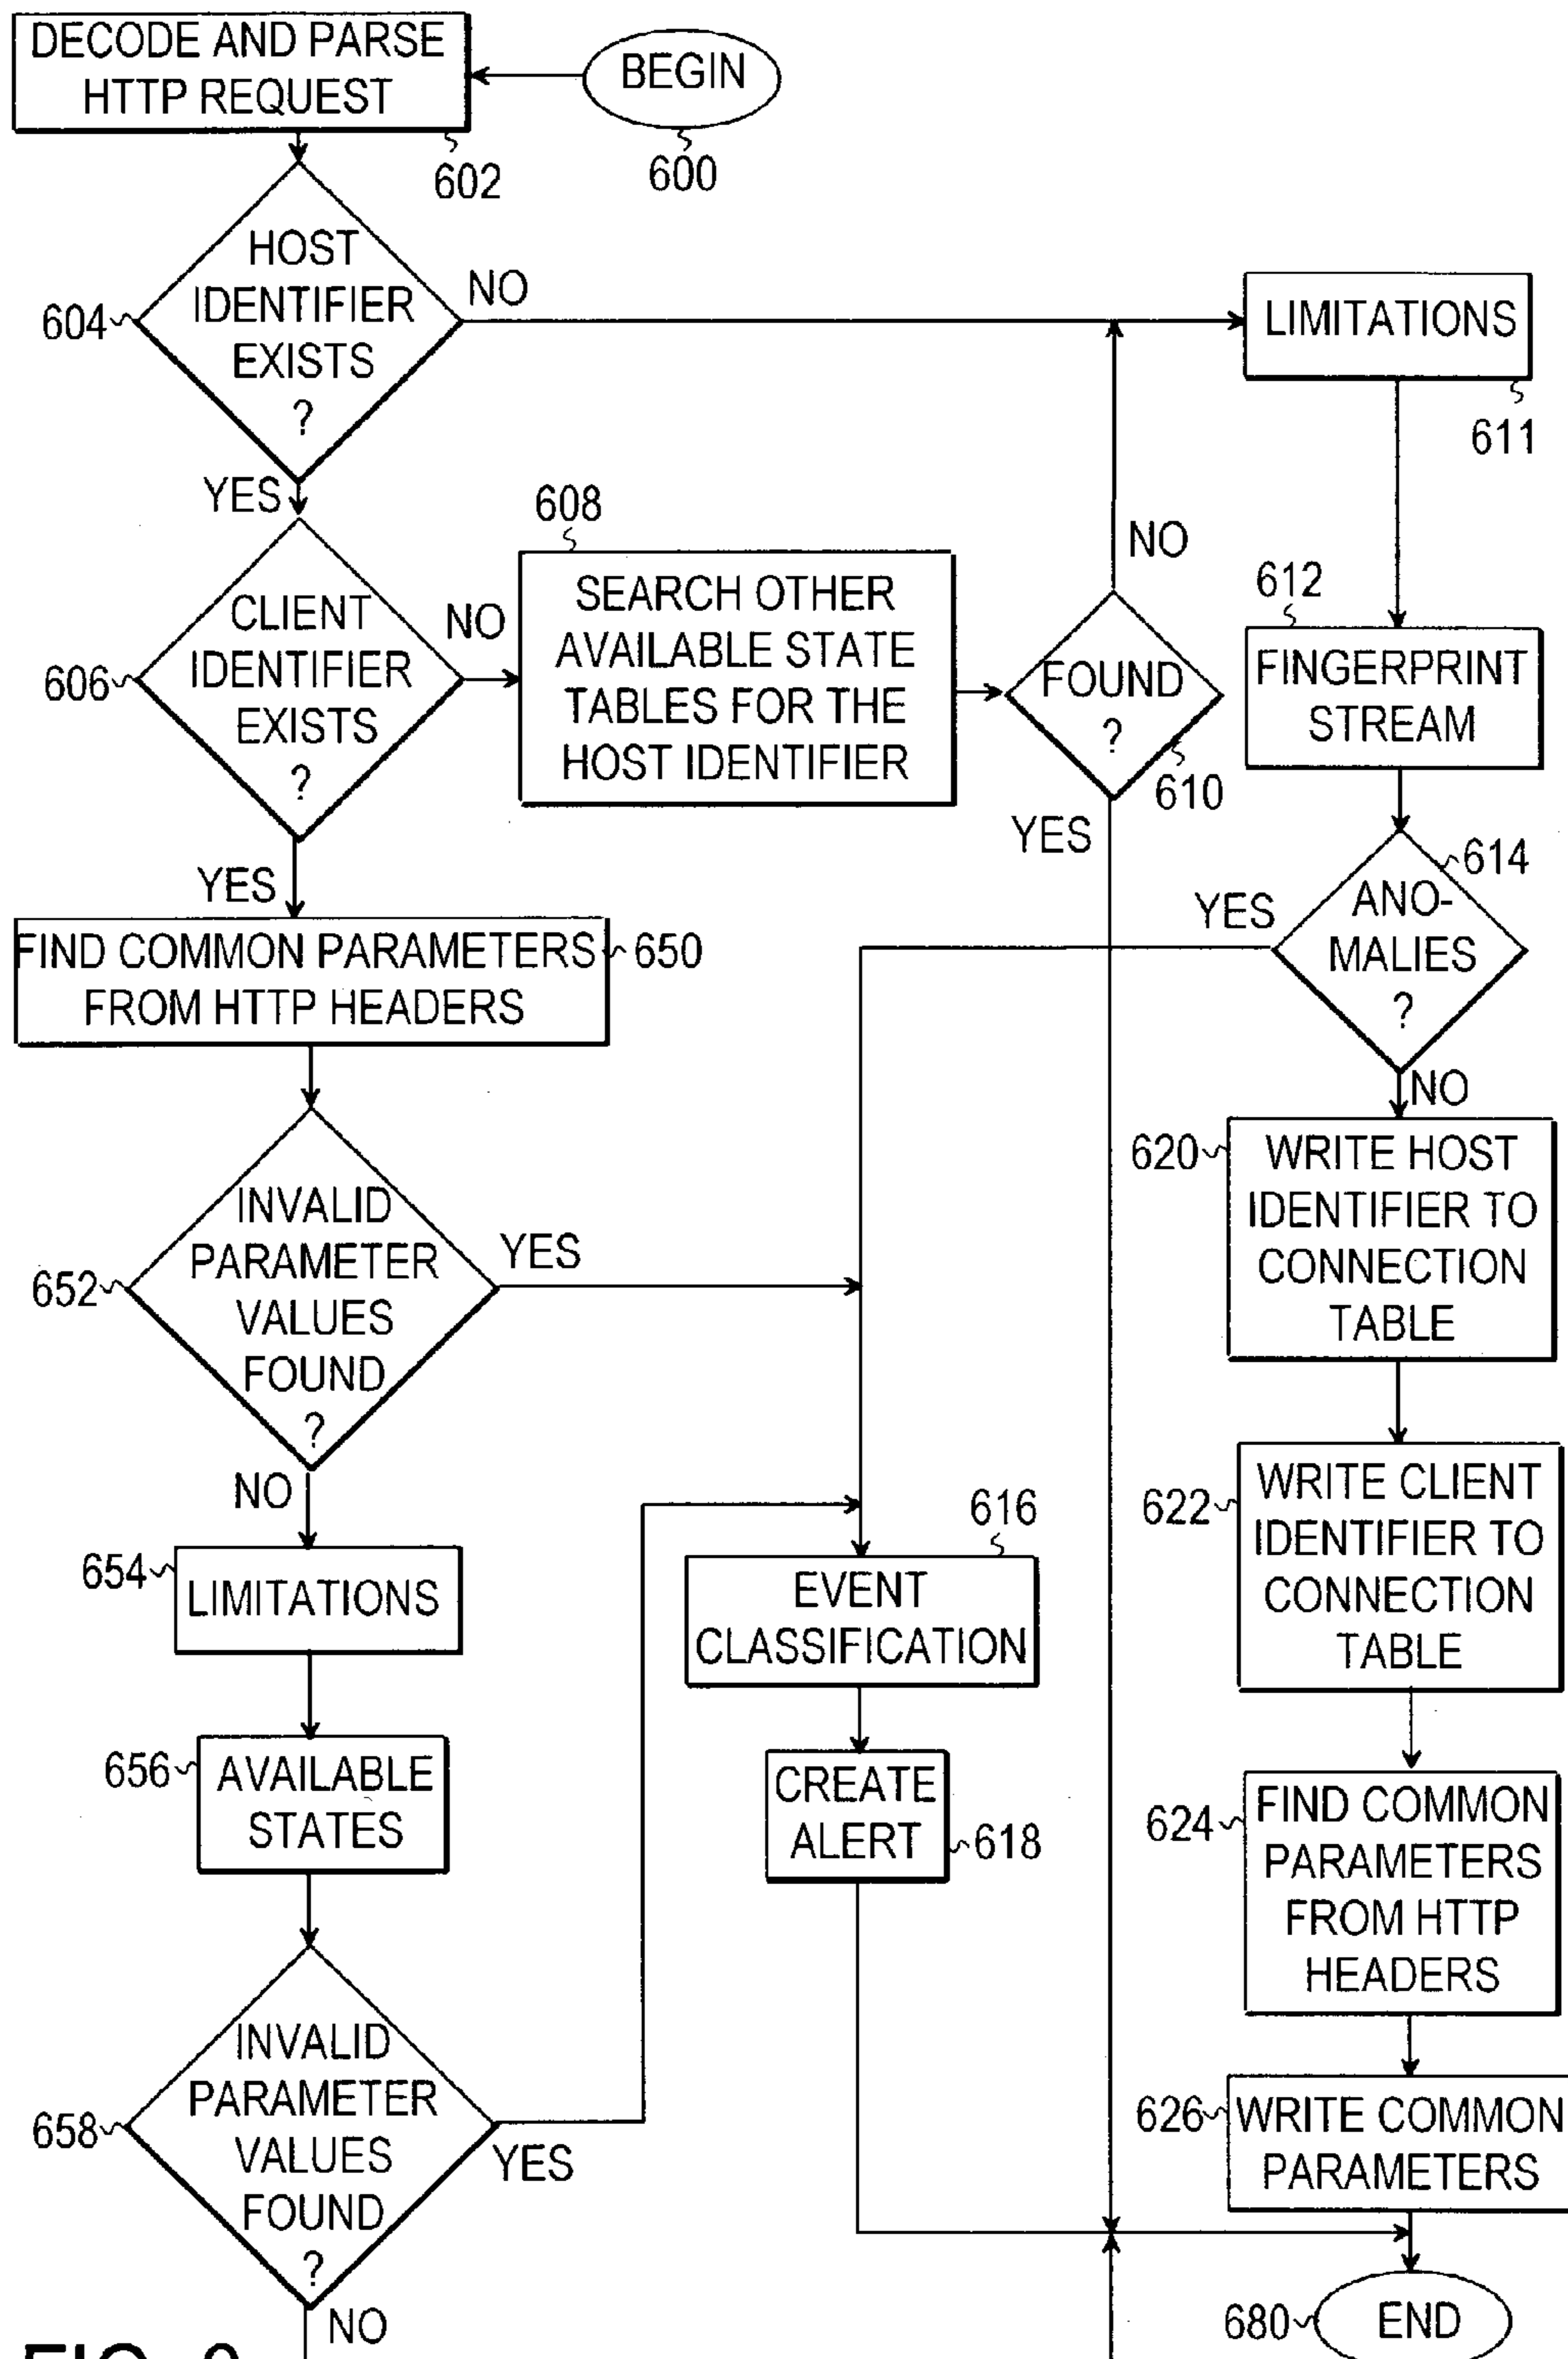 DECODE AND PARSE
HTTP REQUEST
602
BEGIN
600
HOST
IDENTIFIER
EXISTS
?
604
NO
YES
LIMITATIONS
611
CLIENT
IDENTIFIER
EXISTS
?
606
NO
YES
608
SEARCH OTHER
AVAILABLE STATE
TABLES FOR THE
HOST IDENTIFIER
FOUND
?
610
NO
YES
612
FINGERPRINT
STREAM
614
ANO-
MALIES
?
YES
NO
FIND COMMON PARAMETERS
FROM HTTP HEADERS
650
INVALID
PARAMETER
VALUES
FOUND
?
652
YES
NO
620
WRITE HOST
IDENTIFIER TO
CONNECTION
TABLE
654
LIMITATIONS
616
EVENT
CLASSIFICATION
622
WRITE CLIENT
IDENTIFIER TO
CONNECTION
TABLE
656
AVAILABLE
STATES
CREATE
ALERT
618
624
FIND COMMON
PARAMETERS
FROM HTTP
HEADERS
INVALID
PARAMETER
VALUES
FOUND
?
658
YES
NO
626
WRITE COMMON
PARAMETERS
680
END